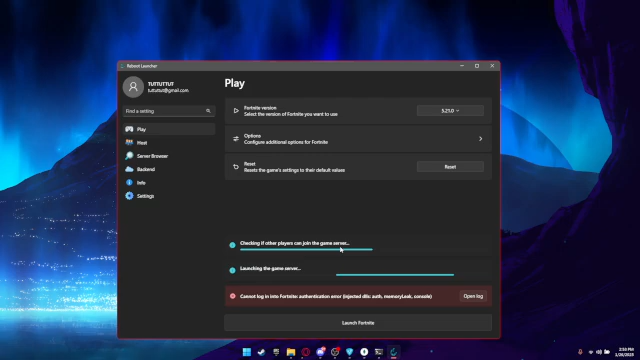 Reboot Launcher
TUTTUTTUT
tuttuttut@gmail.com
Find a setting
Play
Host
Server Browser
Backend
Info
Settings
Play
Fortnite version
Select the version of Fortnite you want to use
5.21.0
Options
Configure additional options for Fortnite
Reset
Resets the game's settings to their default values
Reset
Checking if other players can join the game server...
Launching the game server...
Cannot log in into Fortnite: authentication error (injected dlls: auth, memoryLeak, console)
Open log
Launch Fortnite